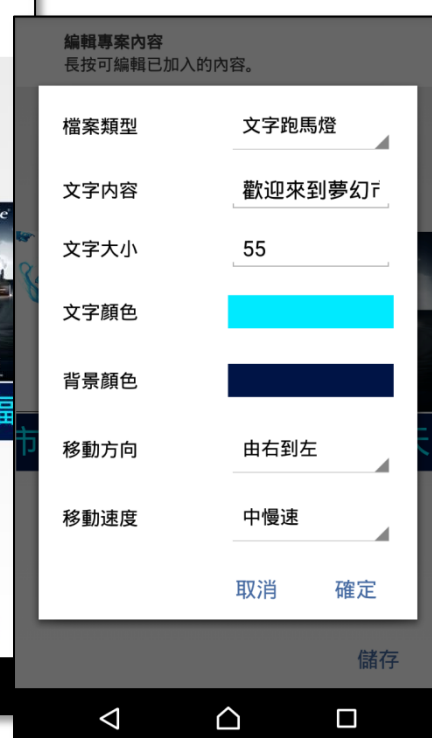 編輯專案內容
長按可編輯已加入的內容。
檔案類型 文字跑馬燈
文字內容 歡迎來到夢幻
文字大小 55
文字顏色
背景顏色
移動方向 由右到左
移動速度 中慢速
取消 確定
儲存
福
市
天